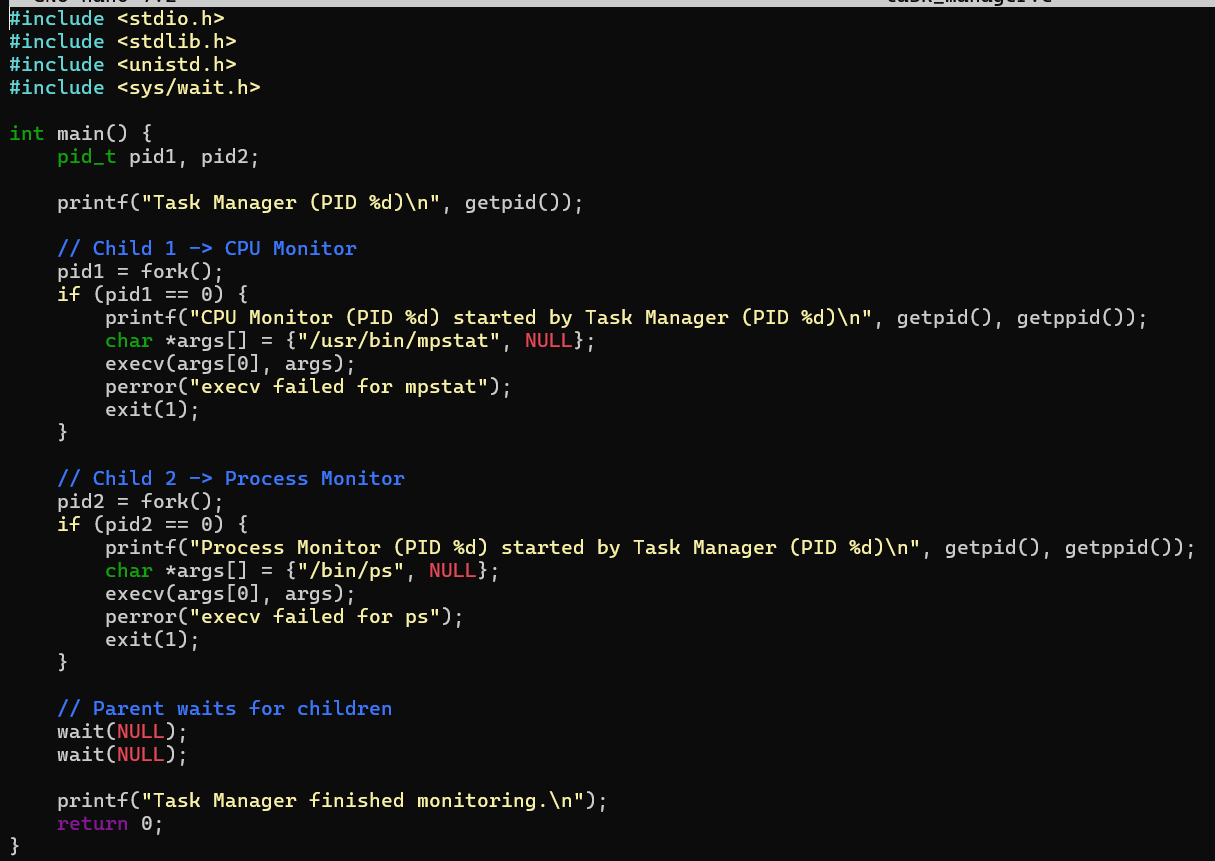 #include <stdio.h>
#include <stdlib.h>
#include <unistd.h>
#include <sys/wait.h>

int main() {
    pid_t pid1, pid2;

    printf("Task Manager (PID %d)\n", getpid());

    // Child 1 -> CPU Monitor
    pid1 = fork();
    if (pid1 == 0) {
        printf("CPU Monitor (PID %d) started by Task Manager (PID %d)\n", getpid(), getppid());
        char *args[] = {"/usr/bin/mpstat", NULL};
        execv(args[0], args);
        perror("execv failed for mpstat");
        exit(1);
    }

    // Child 2 -> Process Monitor
    pid2 = fork();
    if (pid2 == 0) {
        printf("Process Monitor (PID %d) started by Task Manager (PID %d)\n", getpid(), getppid());
        char *args[] = {"/bin/ps", NULL};
        execv(args[0], args);
        perror("execv failed for ps");
        exit(1);
    }

    // Parent waits for children
    wait(NULL);
    wait(NULL);

    printf("Task Manager finished monitoring.\n");
    return 0;
}